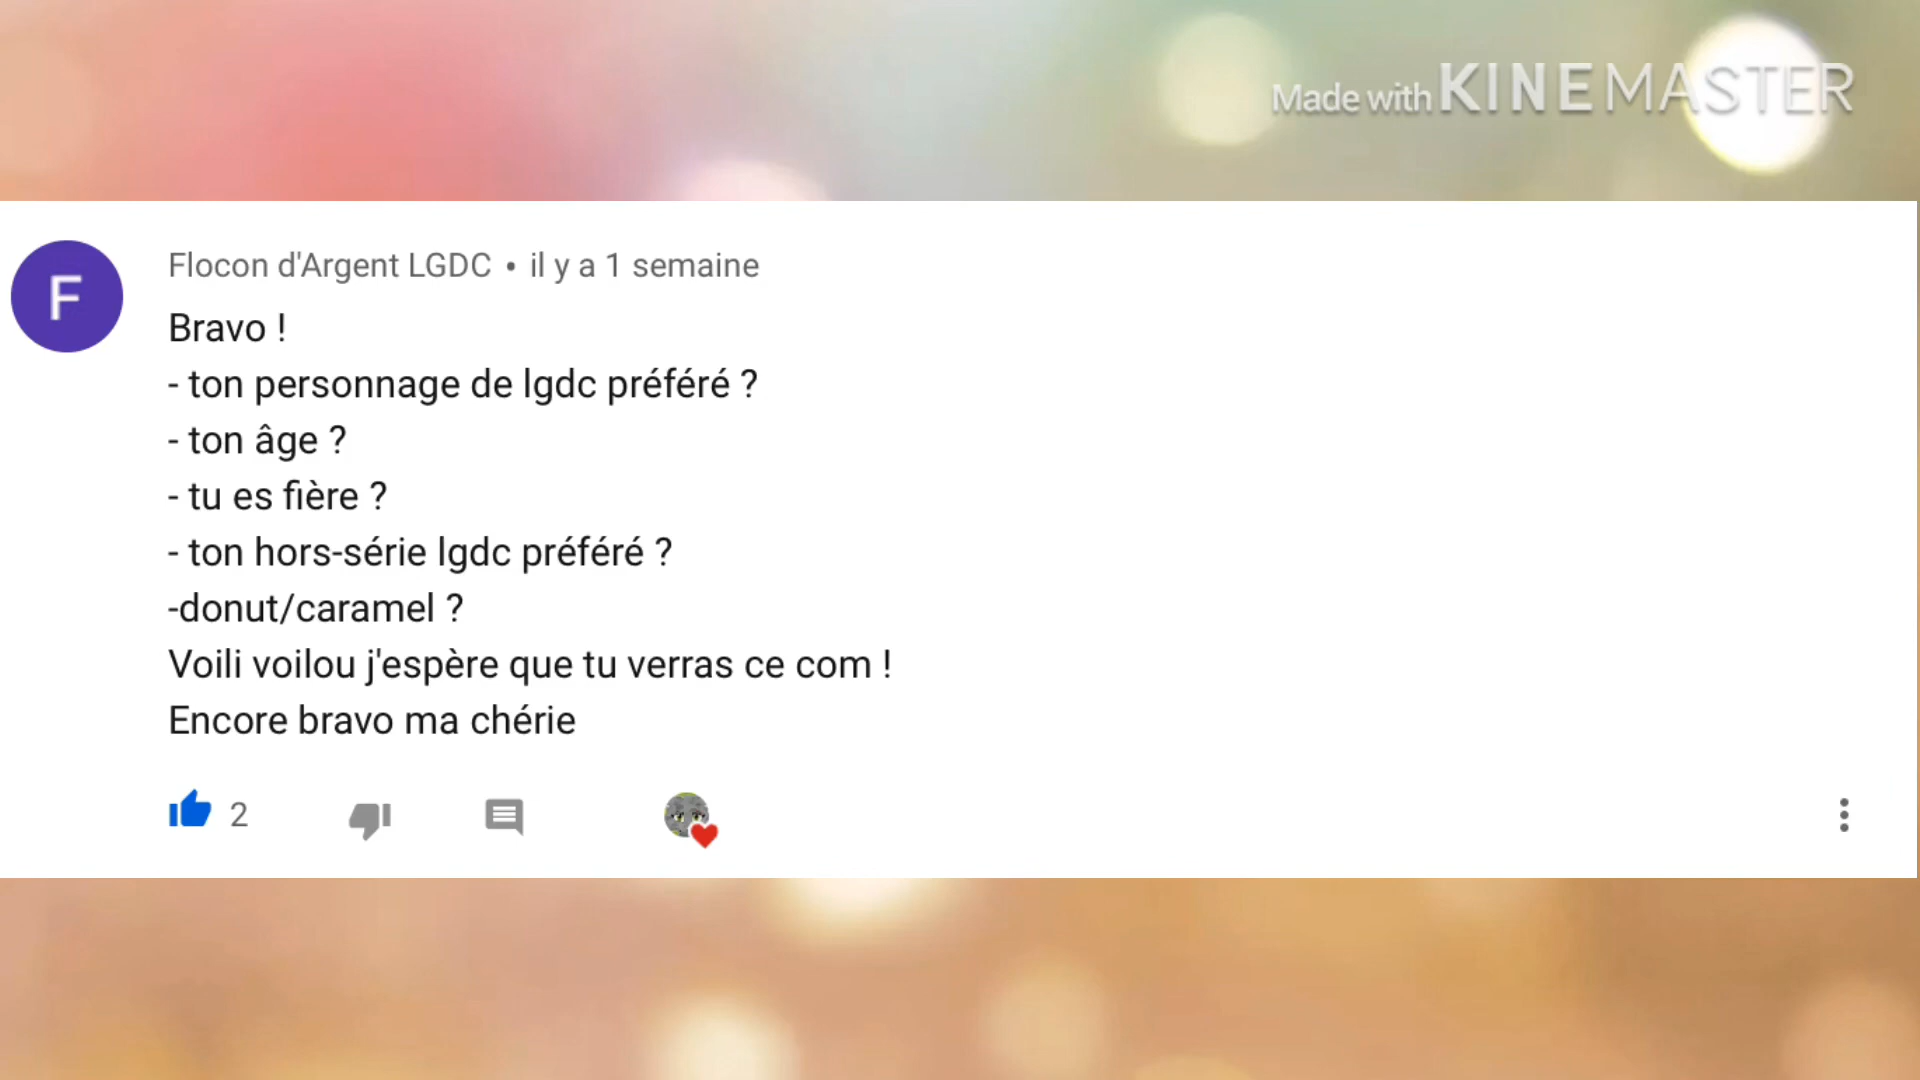 Made with KINEMASTER
F
Flocon d'Argent LGDC • il y a 1 semaine
Bravo !
- ton personnage de lgdc préféré ?
- ton âge ?
- tu es fière ?
- ton hors-série lgdc préféré ?
-donut/caramel ?
Voili voilou j'espère que tu verras ce com !
Encore bravo ma chérie
2